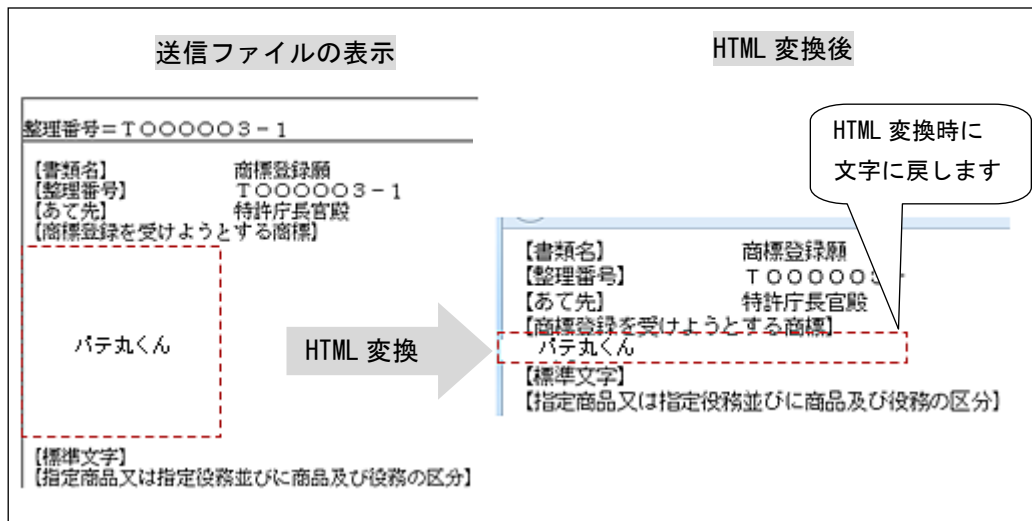 送信ファイルの表示
整理番号=T０００００３－１
【書類名】 商標登録願
【整理番号】 Ｔ０００００３－１
【あて先】 特許庁長官殿
【商標登録を受けようとする商標】
パテ丸くん
【標準文字】
【指定商品又は指定役務並びに商品及び役務の区分】
HTML 変換
HTML 変換後
HTML 変換時に
文字に戻します
【書類名】 商標登録願
【整理番号】 Ｔ０００００３
【あて先】 特許庁長官殿
【商標登録を受けようとする商標】
パテ丸くん
【標準文字】
【指定商品又は指定役務並びに商品及び役務の区分】